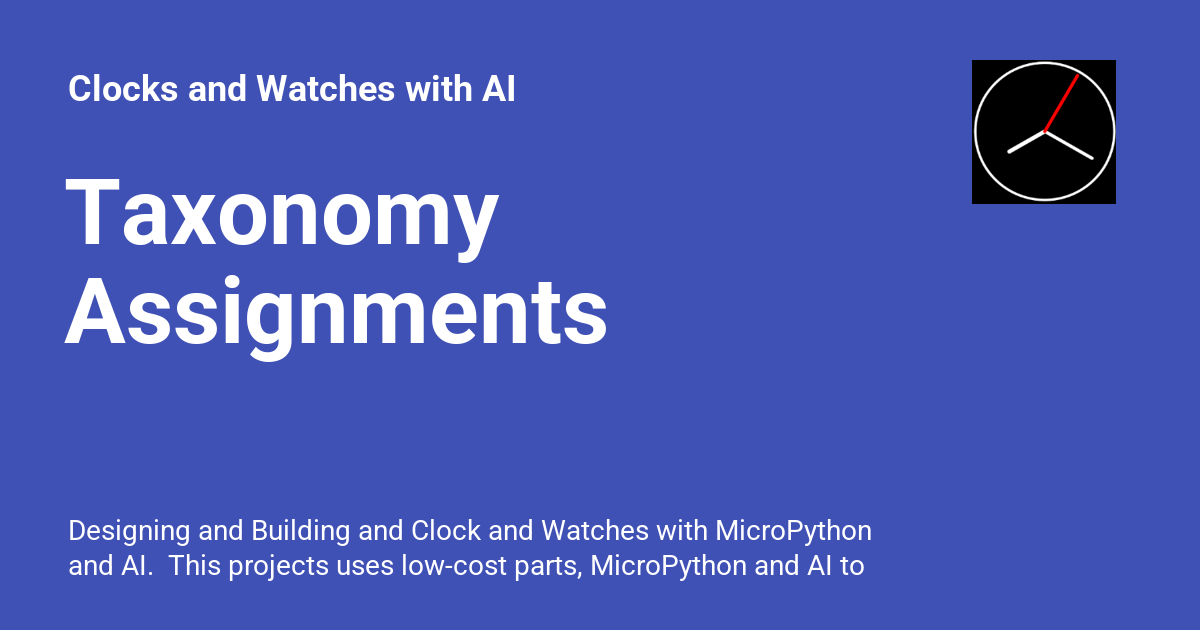 Clocks and Watches with AI
Taxonomy
Assignments
Designing and Building and Clock and Watches with MicroPython
and AI.  This projects uses low-cost parts, MicroPython and AI to